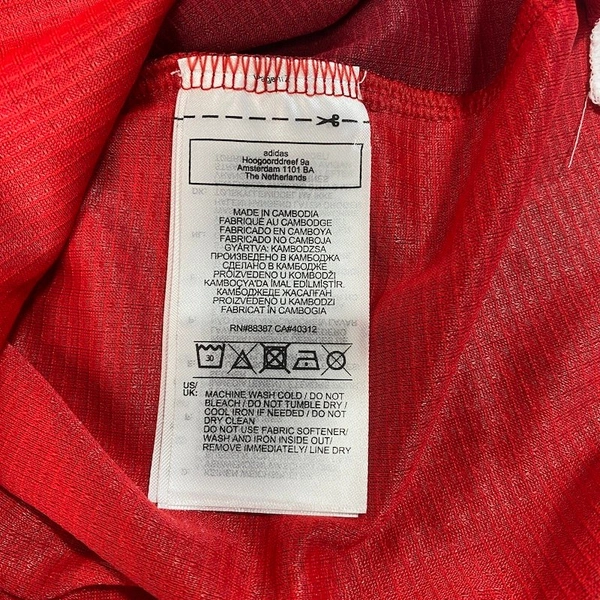 adidas
Hoogoorddreef 9a
Amsterdam 1101 BA
The Netherlands
MADE IN CAMBODIA
FABRIQUÉ AU CAMBODGE
FABRICADO EN CAMBOYA
FABRICADO NO CAMBOJA
GYÁRTVA: KAMBODZSA
ПРОИЗВЕДЕНО В КАМБОДЖА
СДЕЛАНО В КАМБОДЖЕ
PROIZVEDENO U KOMBODŽI
KAMBOÇYA'DA İMAL EDİLMİŞTİR.
КАМБОДЖЕДЕ ЖАСАЛҒАН
PROIZVEDENO U KAMBODZI
FABRICAT IN CAMBOGIA
RN#88387 CA#40312
30
US/
UK:
MACHINE WASH COLD / DO NOT
BLEACH / DO NOT TUMBLE DRY /
COOL IRON IF NEEDED / DO NOT
DRY CLEAN
DO NOT USE FABRIC SOFTENER/
WASH AND IRON INSIDE OUT/
REMOVE IMMEDIATELY/ LINE DRY